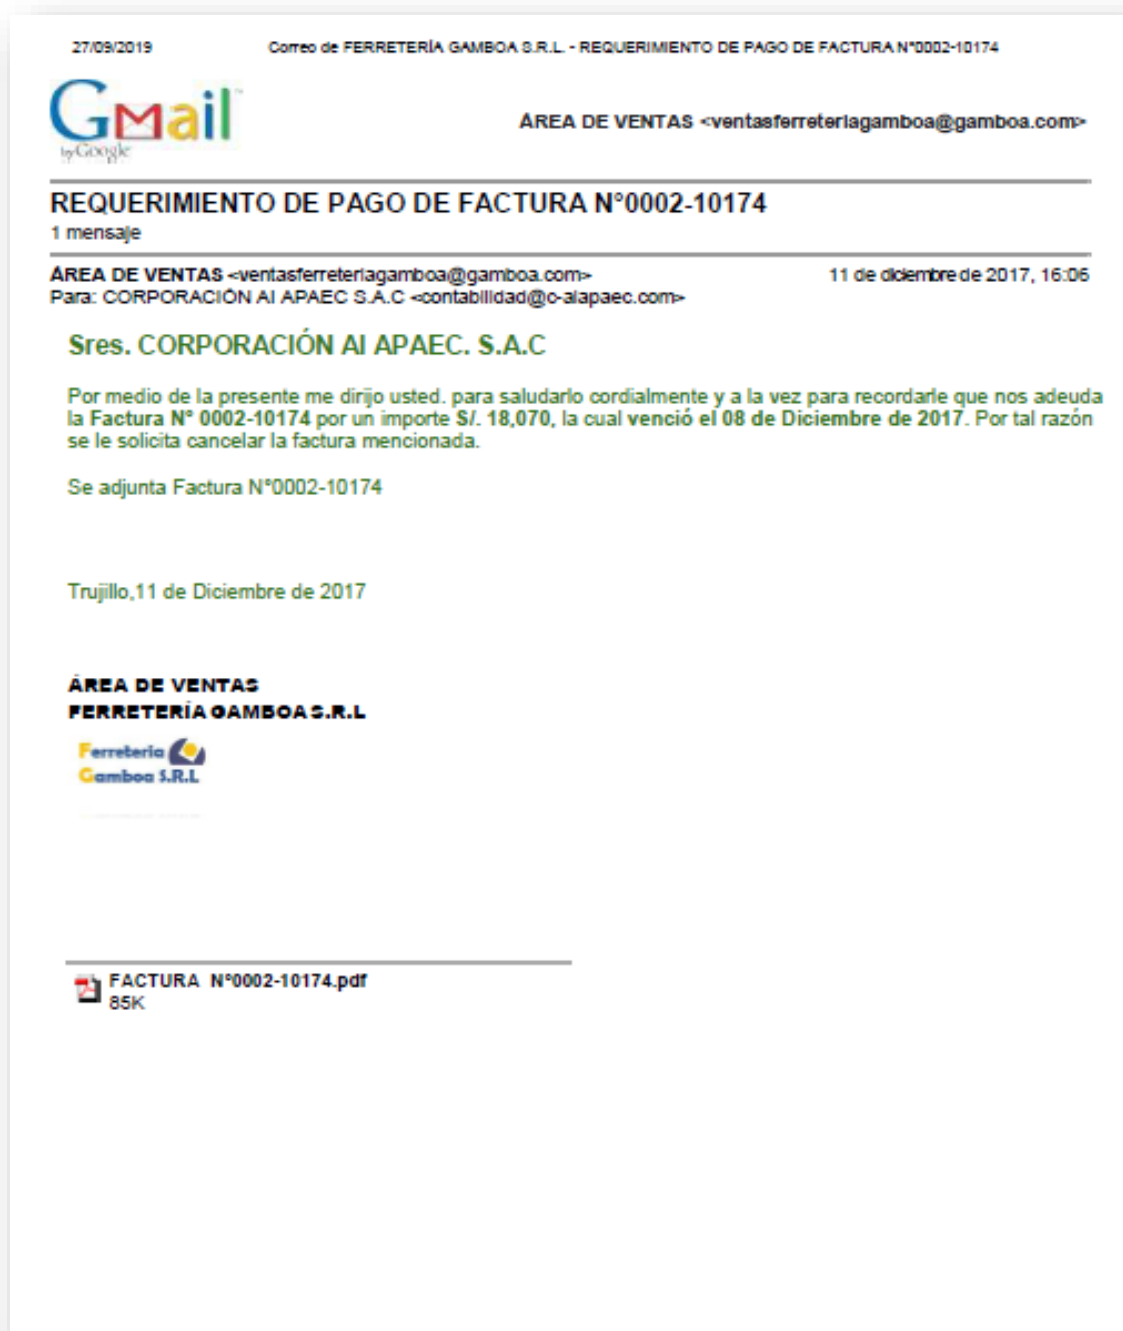 27/09/2019 Correo de FERRETERÍA GAMBOA S.R.L. - REQUERIMIENTO DE PAGO DE FACTURA N°0002-10174
Gmail
by Google
ÁREA DE VENTAS <ventasferreteriagamboa@gamboa.com>
REQUERIMIENTO DE PAGO DE FACTURA N°0002-10174
1 mensaje
ÁREA DE VENTAS <ventasferreteriagamboa@gamboa.com> 11 de diciembre de 2017, 16:06
Para: CORPORACIÓN AI APAEC S.A.C <contabilidad@c-aiapaec.com>
Sres. CORPORACIÓN AI APAEC. S.A.C
Por medio de la presente me dirijo usted. para saludarlo cordialmente y a la vez para recordarle que nos adeuda
la Factura N° 0002-10174 por un importe S/. 18,070, la cual venció el 08 de Diciembre de 2017. Por tal razón
se le solicita cancelar la factura mencionada.
Se adjunta Factura N°0002-10174
Trujillo,11 de Diciembre de 2017
ÁREA DE VENTAS
FERRETERÍA GAMBOA S.R.L
Ferreteria
Gamboa S.R.L
FACTURA N°0002-10174.pdf
85K